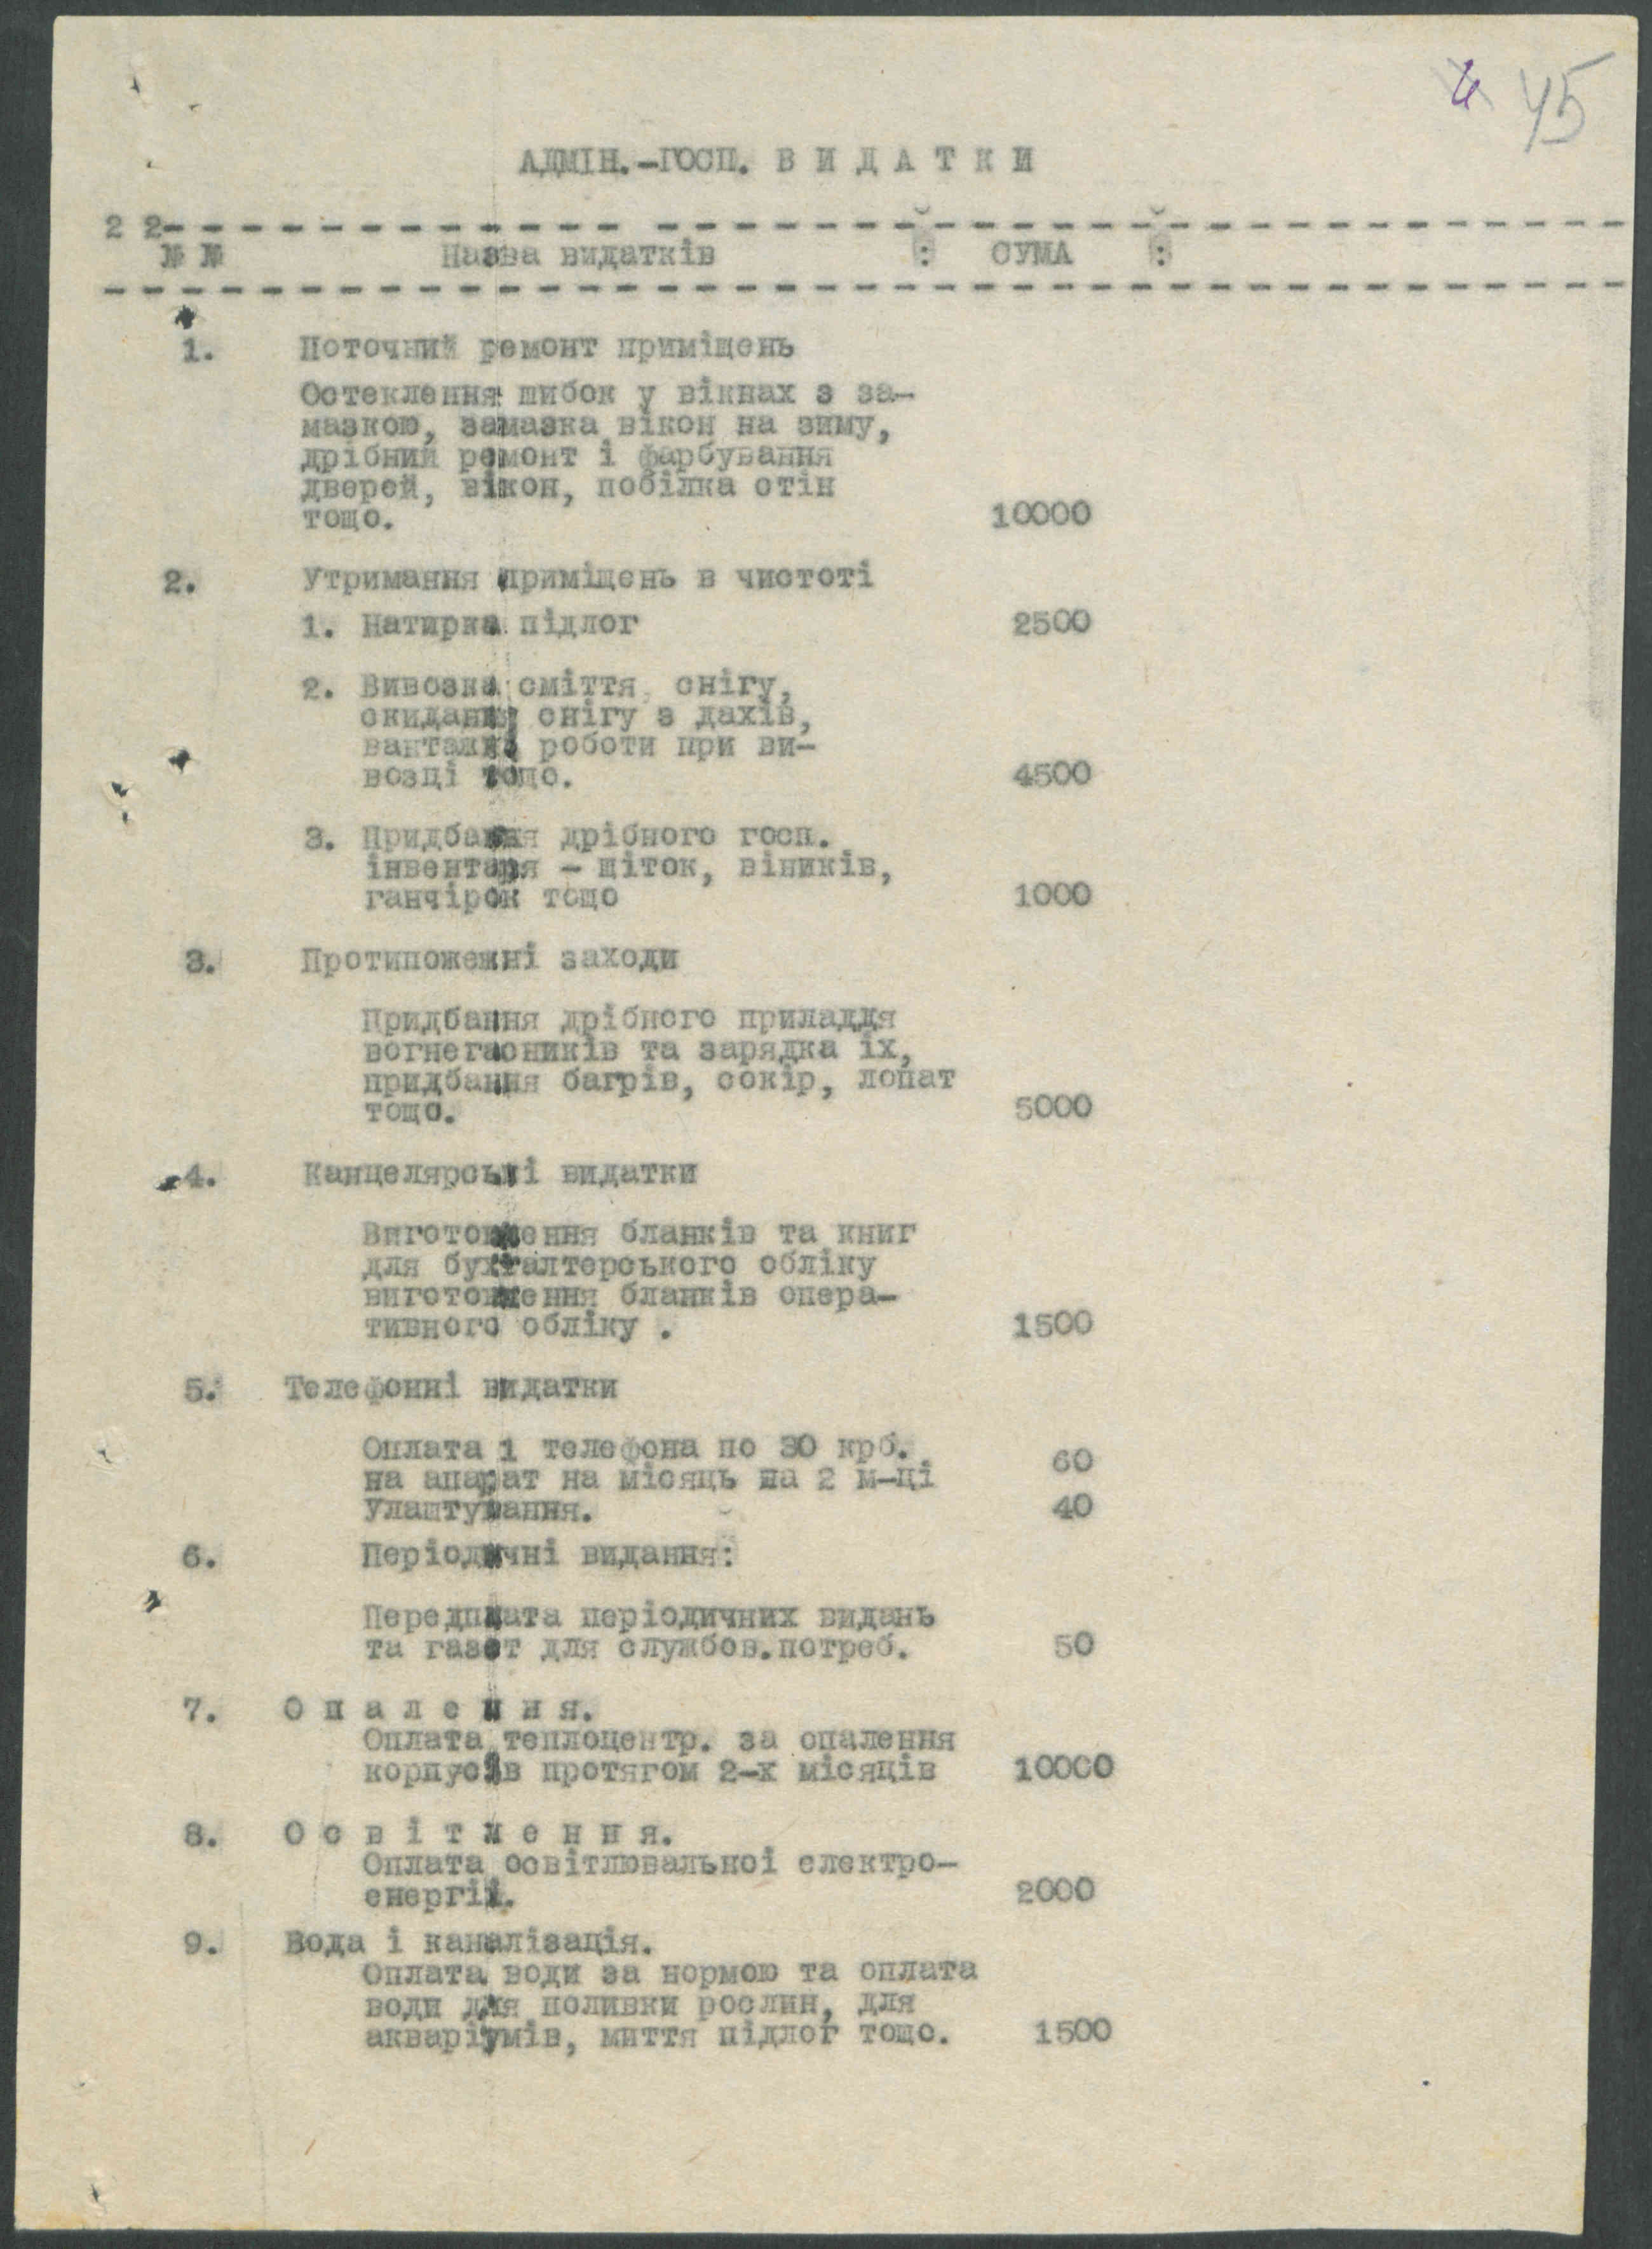 45
АДМІН.-ГОСП. В И Д А Т К И
2 2
№ № Назва видатків : СУМА :
1. Поточний ремонт приміщень
Остеклення шибок у вікнах з за-
мазкою, замазка вікон на зиму,
дрібний ремонт і фарбування
дверей, вікон, побілка стін
тощо. 10000
2. Утримання приміщень в чистоті
1. Натирка підлог 2500
2. Вивозка сміття, снігу,
скидання снігу з дахів,
вантажні роботи при ви-
возці тощо. 4500
3. Придбання дрібного госп.
інвентаря - щіток, віників,
ганчірок тощо 1000
3. Протипожежні заходи
Придбання дрібного приладдя
вогнегасників та зарядка їх,
придбання багрів, сокір, лопат
тощо. 5000
4. Канцелярські видатки
Виготовлення бланків та книг
для бухгалтерського обліку
виготовлення бланків опера-
тивного обліку . 1500
5. Телефонні видатки
Оплата 1 телефона по 30 крб.
на апарат на місяць на 2 м-ці 60
Улаштування. 40
6. Періодичні видання:
Передплата періодичних видань
та газет для службов.потреб. 50
7. О п а л е н н я.
Оплата теплоцентр. за опалення
корпусів протягом 2-х місяців 10000
8. О с в і т л е н н я.
Оплата освітлювальної електро-
енергії. 2000
9. Вода і каналізація.
Оплата води за нормою та оплата
води для поливки рослин, для
акваріумів, миття підлог тощо. 1500